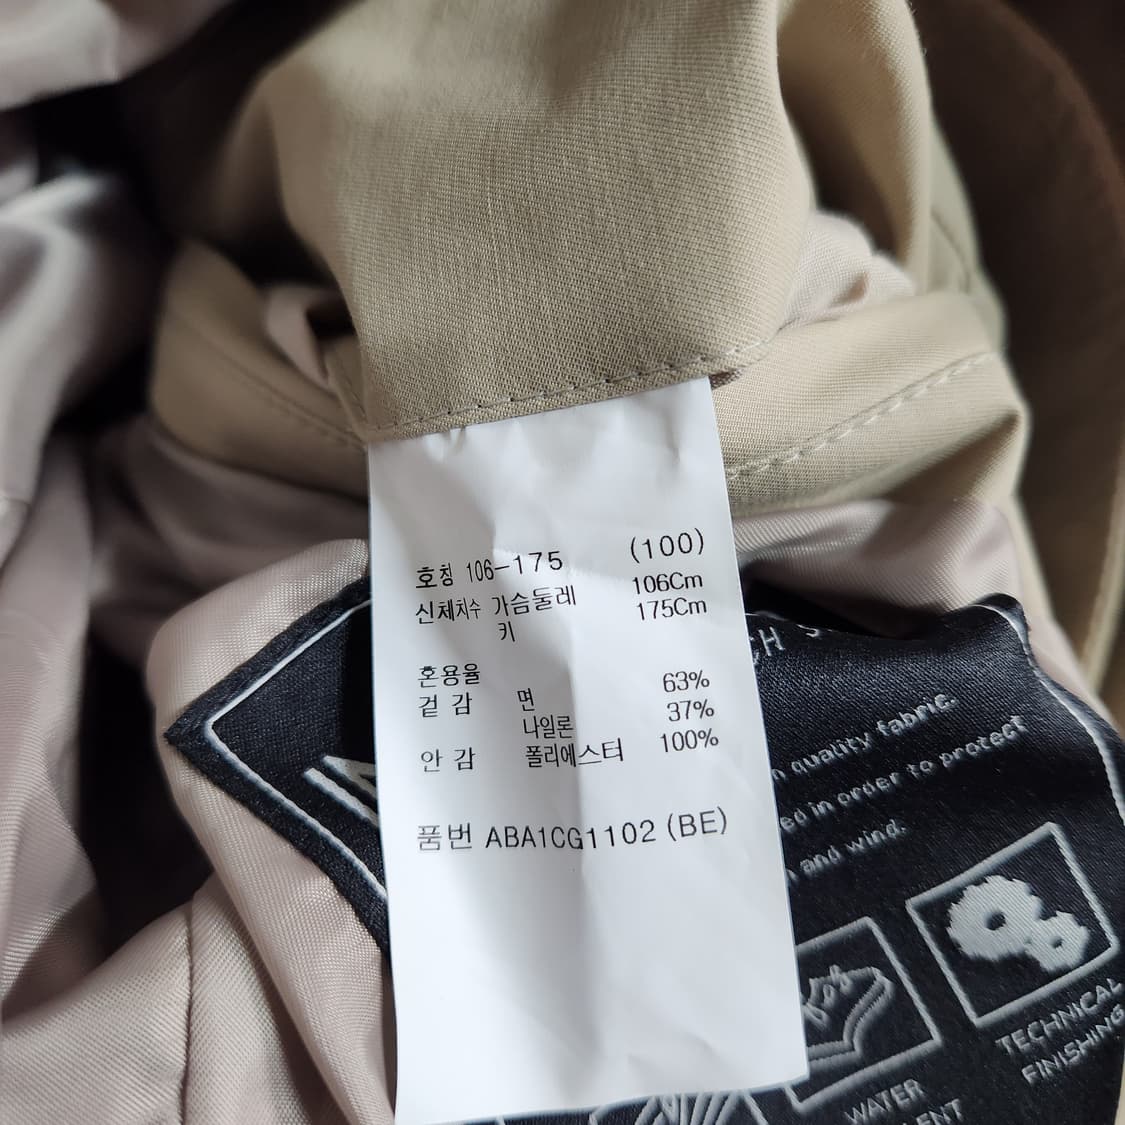 호칭 106-175 (100)
신체치수 가슴둘레 106Cm
키 175Cm
혼용율
겉감 면 63%
나일론 37%
안감 폴리에스터 100%
품번 ABA1CG1102 (BE)
quality fabric.
in order to protect
and wind.
TECHNICAL
FINISHING
WATER